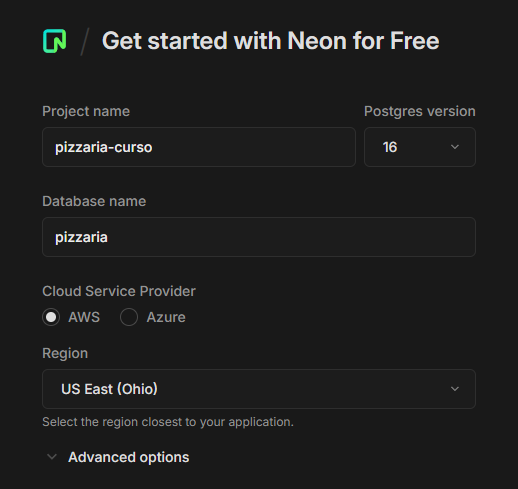 Get started with Neon for Free
Project name
Postgres version
pizzaria-curso
16
Database name
pizzaria
Cloud Service Provider
AWS
Azure
Region
US East (Ohio)
Select the region closest to your application.
Advanced options